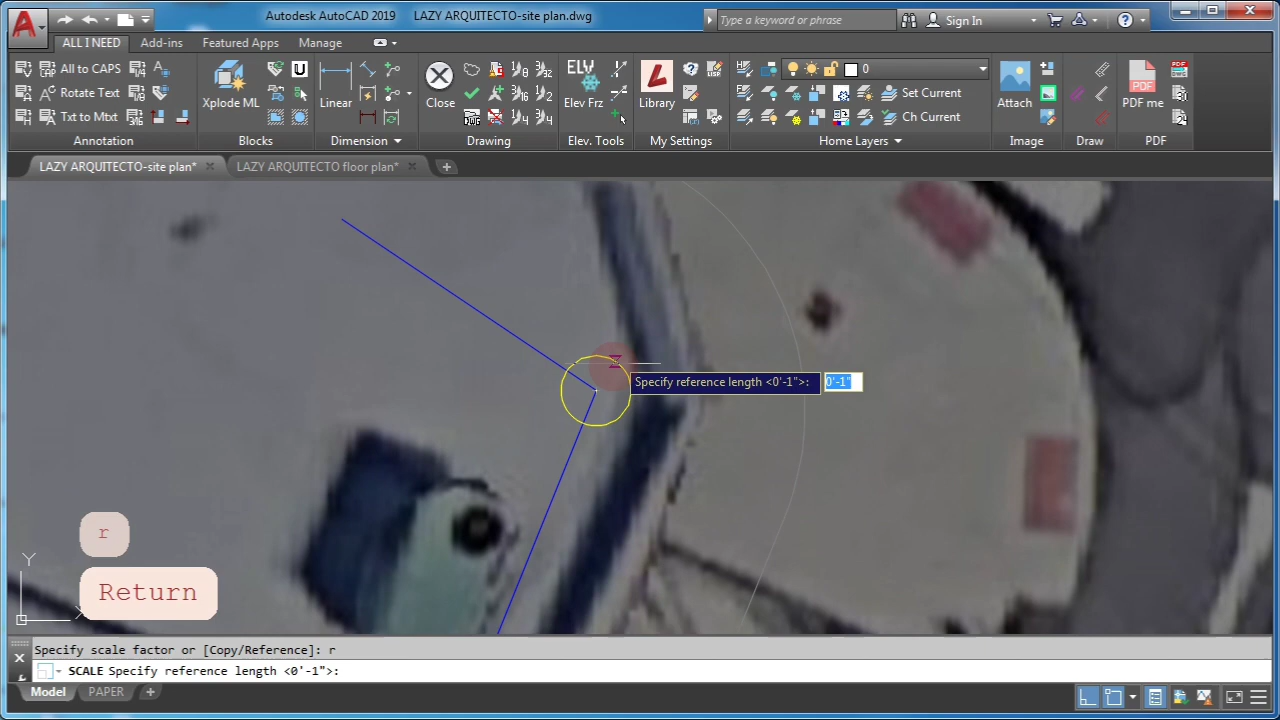 Autodesk AutoCAD 2019 LAZY ARQUITECTO-site plan.dwg
Type a keyword or phrase
Sign In
ALL I NEED
Add-ins
Featured Apps
Manage
All to CAPS
Rotate Text
Txt to Mtxt
Annotation
Xplode ML
Blocks
Linear
Dimension
Close
Drawing
ELV
Elev Frz
Elev. Tools
Library
My Settings
0
Set Current
Ch Current
Home Layers
Attach
Image
Draw
PDF
PDF me
PDF
LAZY ARQUITECTO-site plan*
LAZY ARQUITECTO floor plan*
Specify reference length <0'-1">: 0'-1"
r
Return
Y
X
Specify scale factor or [Copy/Reference]: r
SCALE Specify reference length <0'-1">:
Model
PAPER